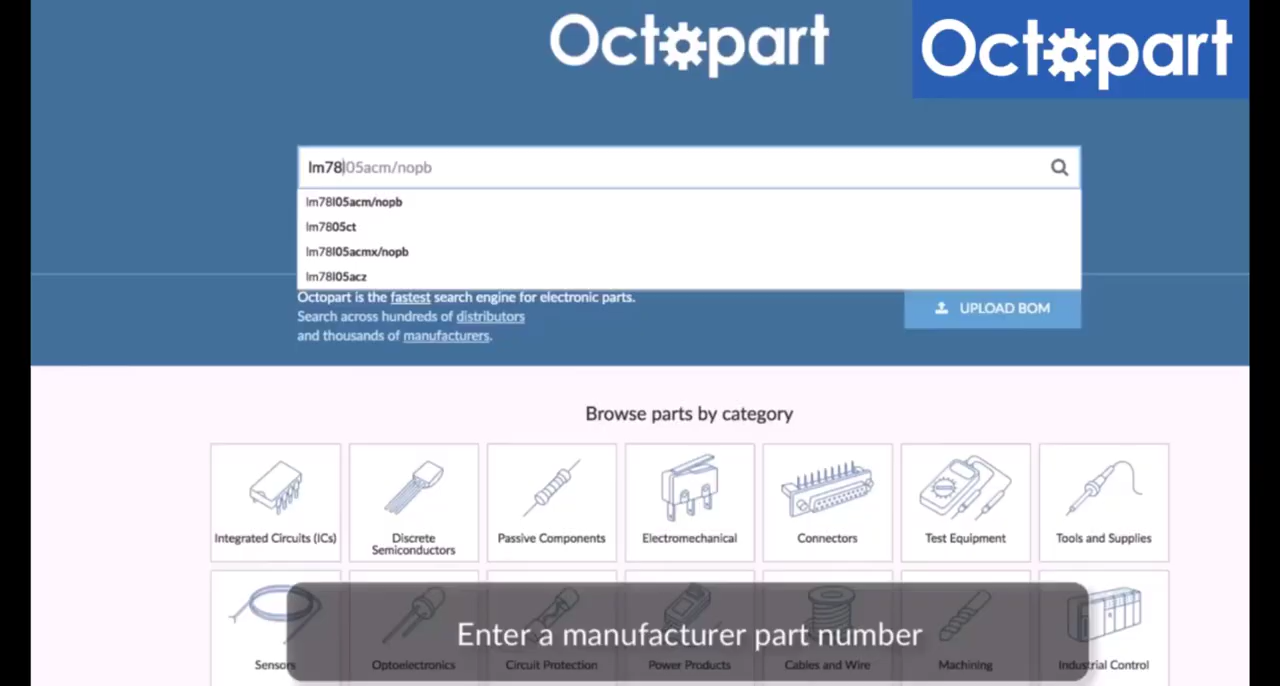 Octopart
Octopart
lm78l05acm/nopb
lm78l05acm/nopb
lm7805ct
lm78l05acmx/nopb
lm78l05acz
Octopart is the fastest search engine for electronic parts.
Search across hundreds of distributors
and thousands of manufacturers.
UPLOAD BOM
Browse parts by category
Integrated Circuits (ICs)
Discrete
Semiconductors
Passive Components
Electromechanical
Connectors
Test Equipment
Tools and Supplies
Enter a manufacturer part number
Sensors
Optoelectronics
Circuit Protection
Power Products
Cables and Wire
Machining
Industrial Control